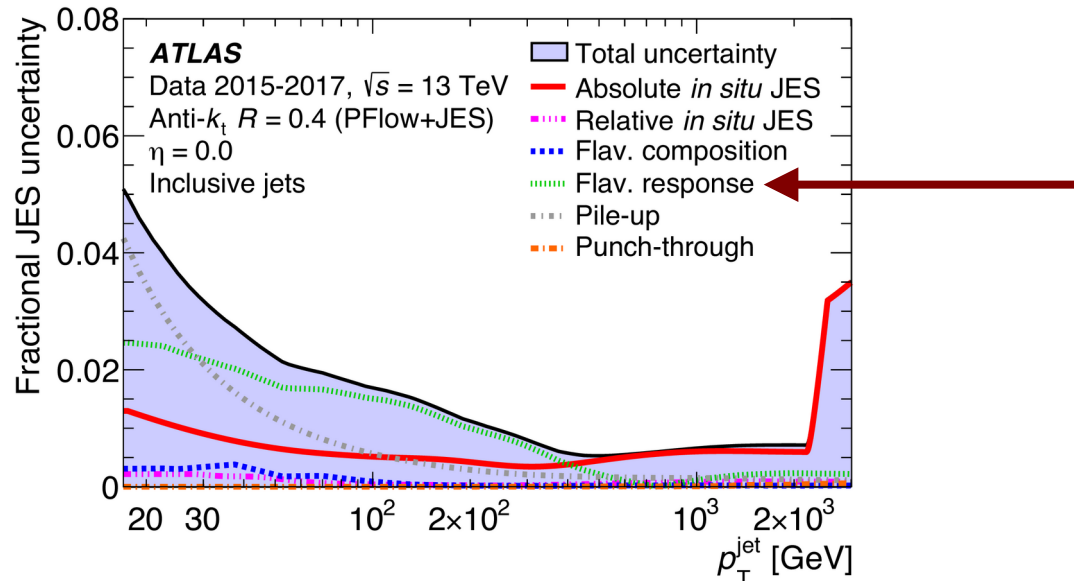 Fractional JES uncertainty
0.08
0.06
0.04
0.02
0
ATLAS
Data 2015-2017, √s = 13 TeV
Anti-kₜ R = 0.4 (PFlow+JES)
η = 0.0
Inclusive jets
Total uncertainty
Absolute in situ JES
Relative in situ JES
Flav. composition
Flav. response
Pile-up
Punch-through
20 30 10² 2×10² 10³ 2×10³
p_T^jet [GeV]